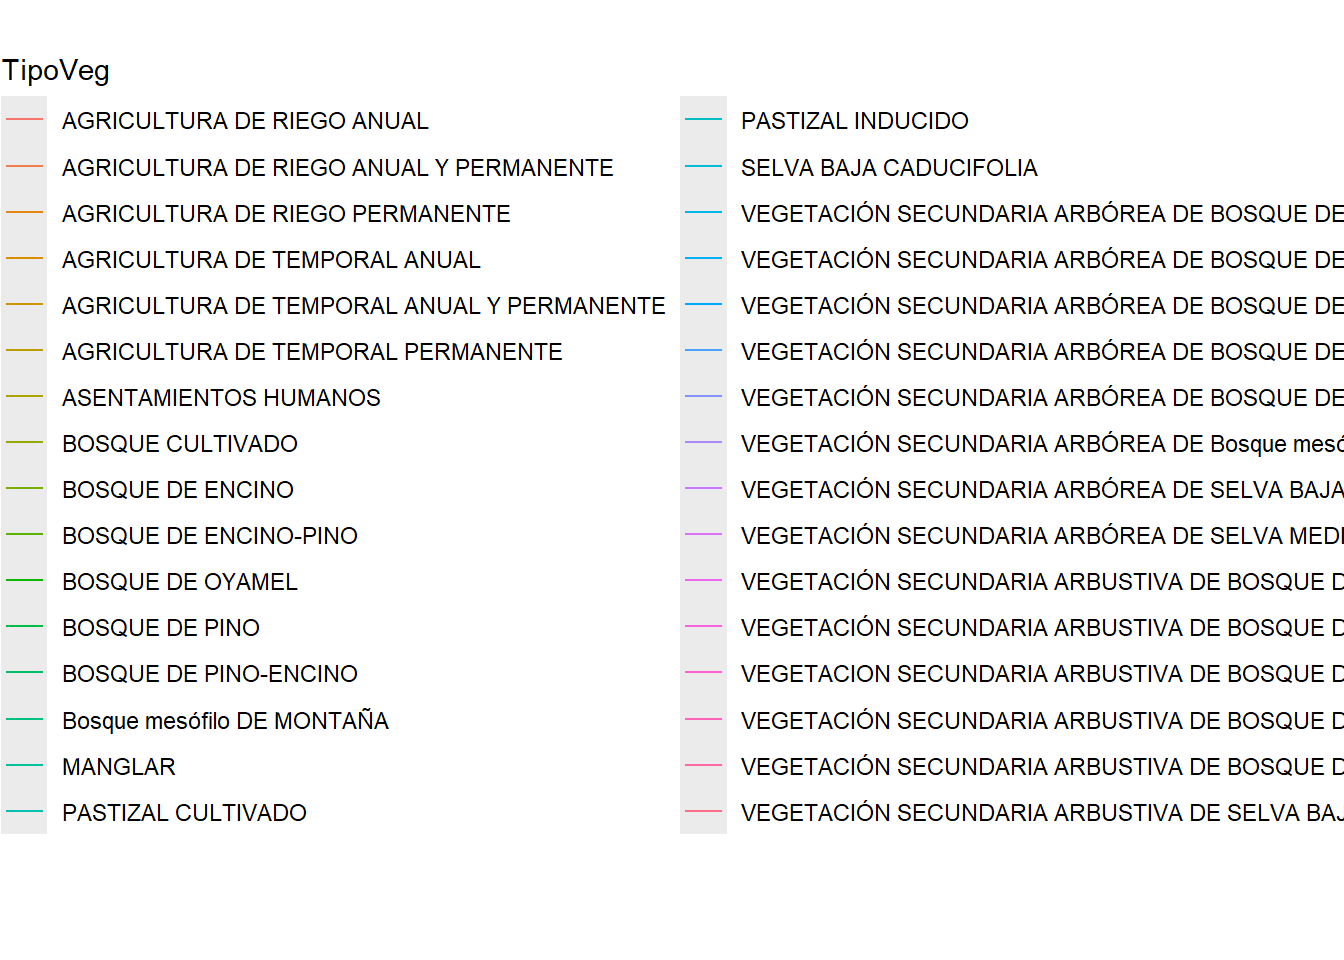 TipoVeg
AGRICULTURA DE RIEGO ANUAL
AGRICULTURA DE RIEGO ANUAL Y PERMANENTE
AGRICULTURA DE RIEGO PERMANENTE
AGRICULTURA DE TEMPORAL ANUAL
AGRICULTURA DE TEMPORAL ANUAL Y PERMANENTE
AGRICULTURA DE TEMPORAL PERMANENTE
ASENTAMIENTOS HUMANOS
BOSQUE CULTIVADO
BOSQUE DE ENCINO
BOSQUE DE ENCINO-PINO
BOSQUE DE OYAMEL
BOSQUE DE PINO
BOSQUE DE PINO-ENCINO
Bosque mesófilo DE MONTAÑA
MANGLAR
PASTIZAL CULTIVADO
PASTIZAL INDUCIDO
SELVA BAJA CADUCIFOLIA
VEGETACIÓN SECUNDARIA ARBÓREA DE BOSQUE DE
VEGETACIÓN SECUNDARIA ARBÓREA DE BOSQUE DE
VEGETACIÓN SECUNDARIA ARBÓREA DE BOSQUE DE
VEGETACIÓN SECUNDARIA ARBÓREA DE BOSQUE DE
VEGETACIÓN SECUNDARIA ARBÓREA DE BOSQUE DE
VEGETACIÓN SECUNDARIA ARBÓREA DE Bosque mesó
VEGETACIÓN SECUNDARIA ARBÓREA DE SELVA BAJA
VEGETACIÓN SECUNDARIA ARBÓREA DE SELVA MEDI
VEGETACIÓN SECUNDARIA ARBUSTIVA DE BOSQUE D
VEGETACIÓN SECUNDARIA ARBUSTIVA DE BOSQUE D
VEGETACION SECUNDARIA ARBUSTIVA DE BOSQUE D
VEGETACIÓN SECUNDARIA ARBUSTIVA DE BOSQUE D
VEGETACIÓN SECUNDARIA ARBUSTIVA DE BOSQUE D
VEGETACIÓN SECUNDARIA ARBUSTIVA DE SELVA BAJ